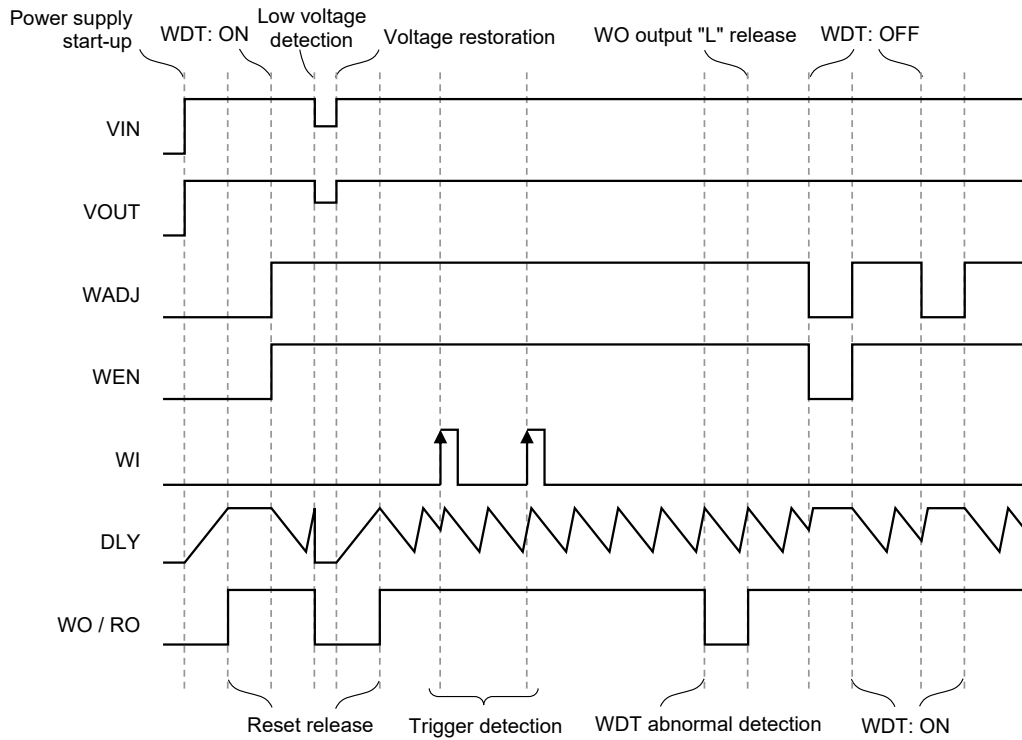 Power supply
start-up
WDT: ON
Low voltage
detection
Voltage restoration
WO output "L" release
WDT: OFF
VIN
VOUT
WADJ
WEN
WI
DLY
WO / RO
Reset release
Trigger detection
WDT abnormal detection
WDT: ON